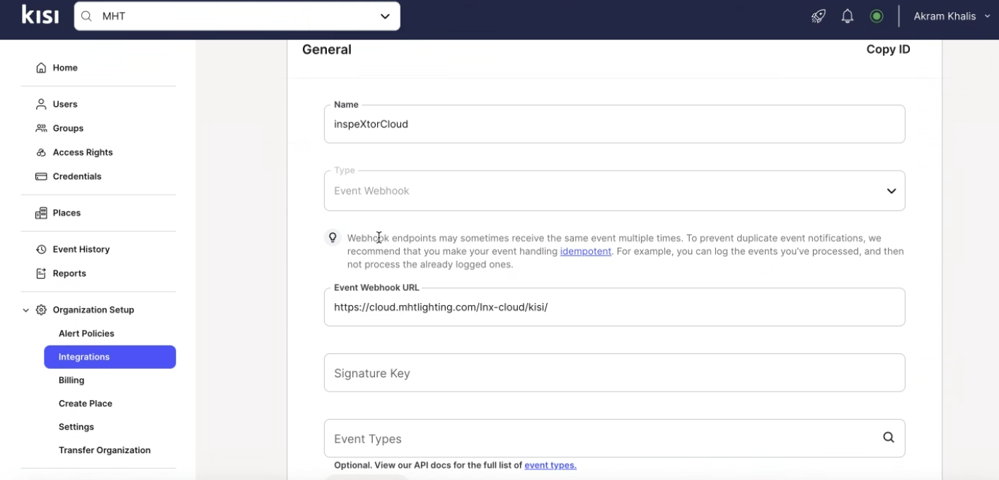 kisi
MHT
Akram Khalis
Home
Users
Groups
Access Rights
Credentials
Places
Event History
Reports
Organization Setup
Alert Policies
Integrations
Billing
Create Place
Settings
Transfer Organization
General
Copy ID
Name
inspeXtorCloud
Type
Event Webhook
Webhook endpoints may sometimes receive the same event multiple times. To prevent duplicate event notifications, we
recommend that you make your event handling idempotent. For example, you can log the events you've processed, and then
not process the already logged ones.
Event Webhook URL
https://cloud.mhtlighting.com/lnx-cloud/kisi/
Signature Key
Event Types
Optional. View our API docs for the full list of event types.